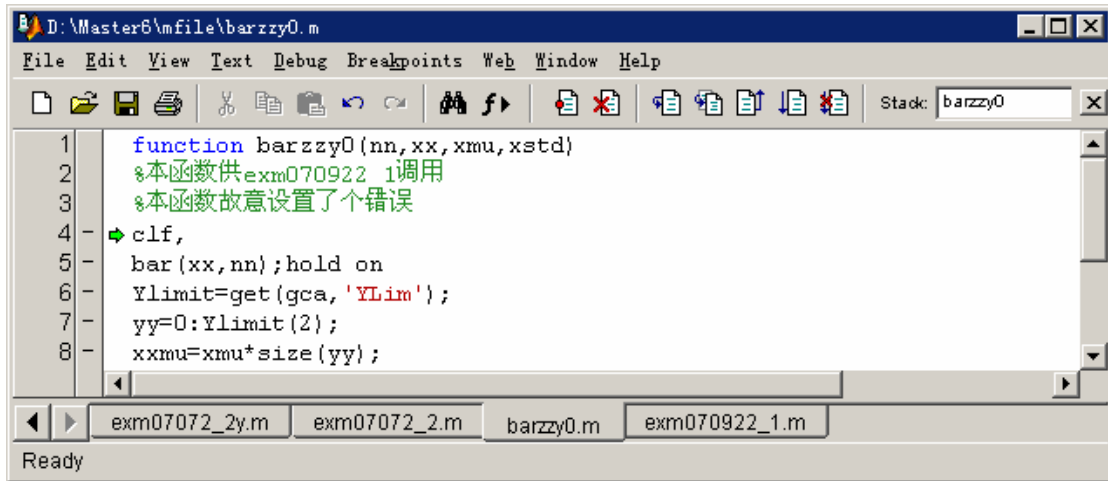 D:\Master6\mfile\barzzy0.m
File Edit View Text Debug Breakpoints Web Window Help
Stack: barzzy0
1 function barzzy0(nn,xx,xmu,xstd)
2 %本函数供exm070922_1调用
3 %本函数故意设置了个错误
4 - clf,
5 - bar(xx,nn);hold on
6 - Ylimit=get(gca,'YLim');
7 - yy=0:Ylimit(2);
8 - xxmu=xmu*size(yy);
exm07072_2y.m exm07072_2.m barzzy0.m exm070922_1.m
Ready